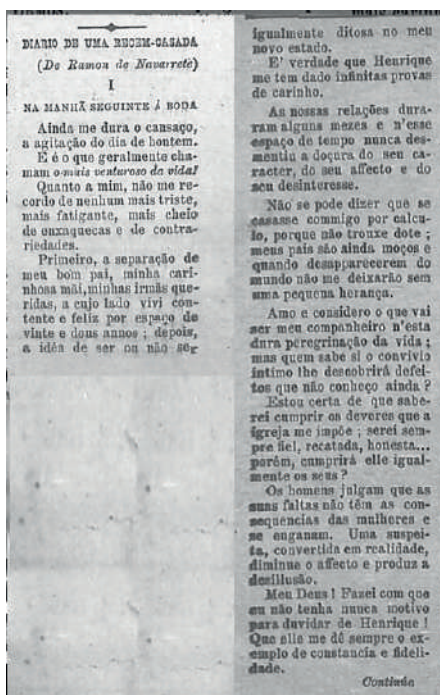 DIARIO DE UMA RECEM-CASADA
(De Ramon de Navarrete)
I
NA MANHÃ SEGUINTE Á BODA
Ainda me dura o cansaço,
a agitação do dia de hontem.
E é o que geralmente cha-
mam o mais venturoso da vida!
Quanto a mim, não me re-
cordo de nenhum mais triste,
mais fatigante, mais cheio
de enxaquecas e de contra-
riedades.
Primeiro, a separação de
meu bom pai, minha cari-
nhosa mãi, minhas irmãs que-
ridas, a cujo lado vivi con-
tente e feliz por espaço de
vinte e dous annos; depois,
a idéa de ser ou não ser
igualmente ditosa no meu
novo estado.
E' verdade que Henrique
me tem dado infinitas provas
de carinho.
As nossas relações dura-
ram alguns mezes e n'esse
espaço de tempo nunca des-
mentiu a doçura do seu ca-
racter, do seu affecto e do
seu desinteresse.
Não se pode dizer que se
casasse commigo por calcu-
lo, porque não trouxe dote;
meus pais são ainda moços e
quando desapparecerem do
mundo não me deixarão sem
uma pequena herança.
Amo e considero o que vai
ser meu companheiro n'esta
dura peregrinação da vida;
mas quem sabe si o convivio
intimo lhe descobrirá defei-
tos que não conheço ainda?
Estou certa de que sabe-
rei cumprir os deveres que a
igreja me impõe; serei sem-
pre fiel, recatada, honesta...
porém, cumprirá elle igual-
mente os seus?
Os homens julgam que as
suas faltas não têm as con-
sequencias das mulheres e
se enganam. Uma suspei-
ta, convertida em realidade,
diminue o affecto e produz a
desillusão.
Meu Deus! Fazei com que
eu não tenha nunca motivo
para duvidar de Henrique!
Que elle me dê sempre o ex-
emplo de constancia e fideli-
dade.
Continúa